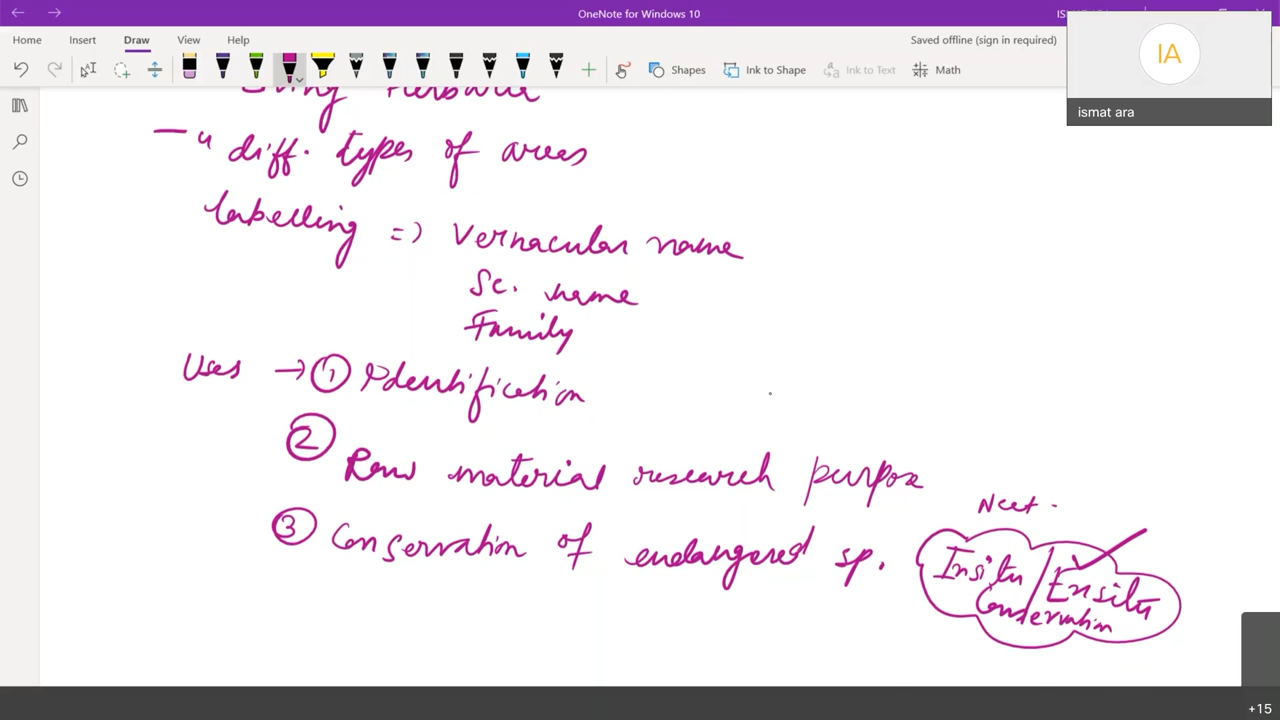 OneNote for Windows 10
Home Insert Draw View Help
Saved offline (sign in required)
IA
ismat ara
Shapes Ink to Shape Ink to Text Math
Living Herbaria
— " diff. types of areas
labelling => Vernacular name
Sc. name
Family
Uses → ① Identification
② Raw material research purpose
③ Conservation of endangered sp.
Neet -
Insitu / Exsitu
Conservation
+15